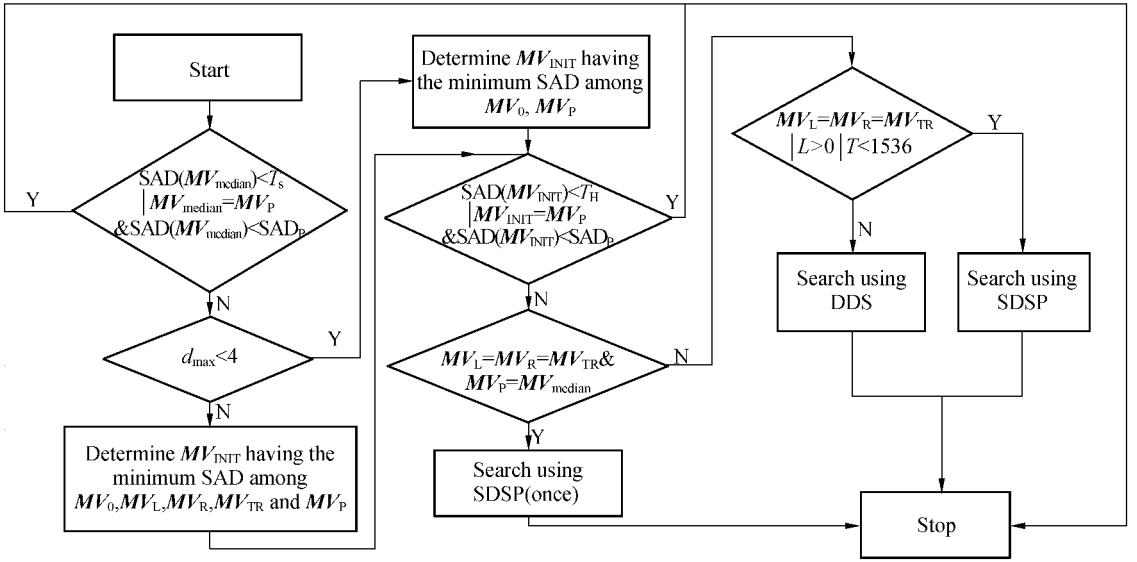 Start
Y
SAD(MVmedian)<Ts
|MVmedian=MVP
&SAD(MVmedian)<SADP
N
dmax<4
Y
N
Determine MVINIT having the
minimum SAD among
MV0,MVL,MVR,MVTR and MVP
Determine MVINIT having
the minimum SAD among
MV0, MVP
SAD(MVINIT)<TH
|MVINIT=MVP
&SAD(MVINIT)<SADP
Y
N
MVL=MVR=MVTR&
MVP=MVmedian
N
Y
Search using
SDSP(once)
MVL=MVR=MVTR
|L>0|T<1536
Y
N
Search using
DDS
Search using
SDSP
Stop